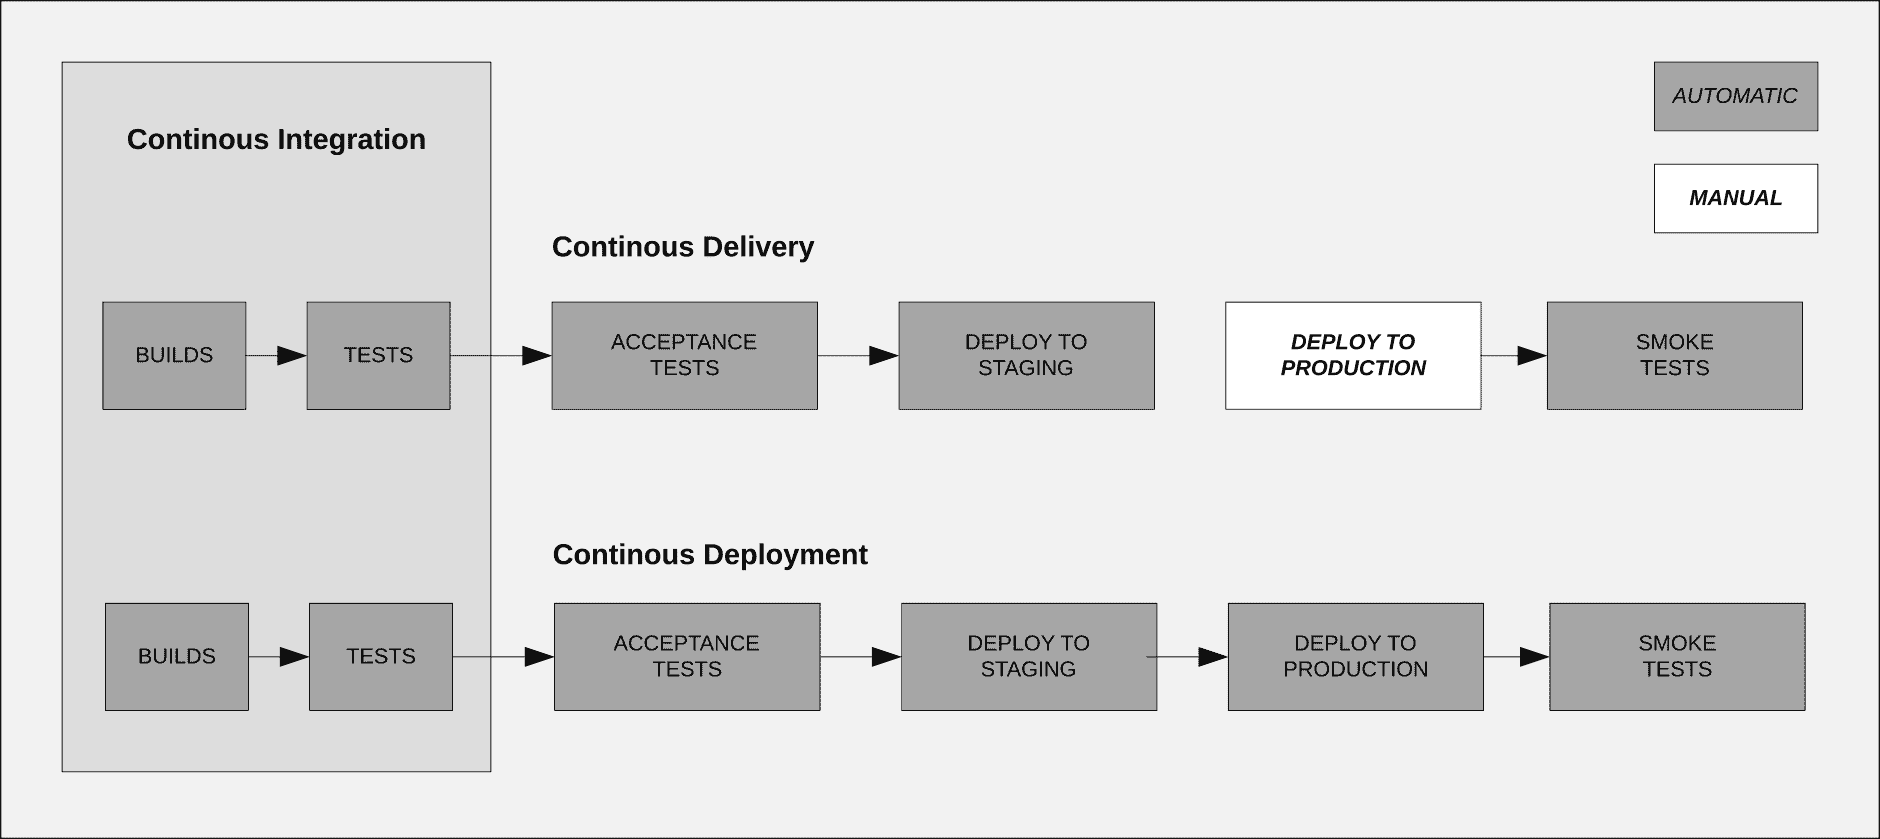 Continous Integration
AUTOMATIC
MANUAL
Continous Delivery
BUILDS
TESTS
ACCEPTANCE
TESTS
DEPLOY TO
STAGING
DEPLOY TO
PRODUCTION
SMOKE
TESTS
Continous Deployment
BUILDS
TESTS
ACCEPTANCE
TESTS
DEPLOY TO
STAGING
DEPLOY TO
PRODUCTION
SMOKE
TESTS